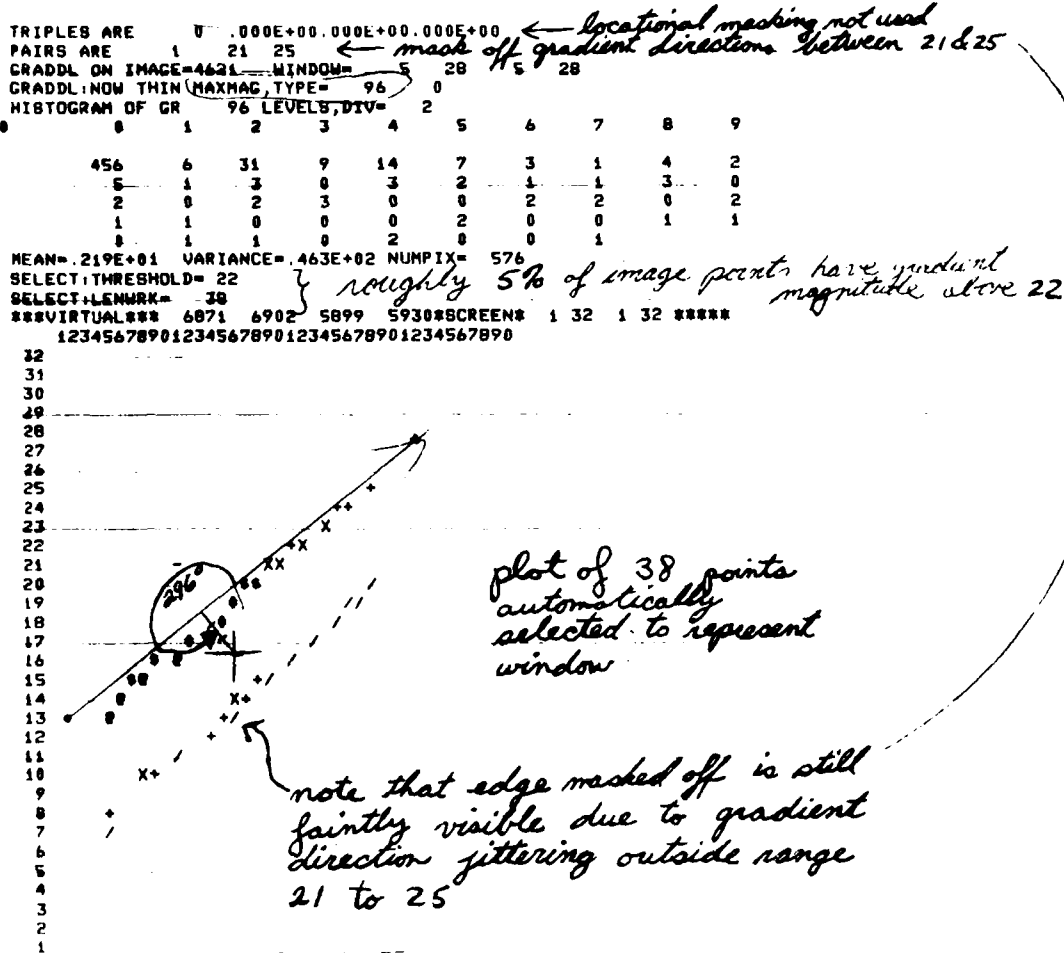 TRIPLES ARE 0 .000E+00.000E+00.000E+00 ← locational masking not used
PAIRS ARE 1 21 25 ← mask off gradient directions between 21 & 25
GRADDL ON IMAGE=4621 WINDOW= 5 28 5 28
GRADDL:NOW THIN MAXMAG,TYPE= 96 0
HISTOGRAM OF GR 96 LEVELS,DIV= 2
0 1 2 3 4 5 6 7 8 9
456 6 31 9 14 7 3 1 4 2
5 1 3 0 3 2 1 1 3 0
2 0 2 3 0 0 2 2 0 2
1 1 0 0 0 2 0 0 1 1
0 1 1 0 2 0 0 1
MEAN=.219E+01 VARIANCE=.463E+02 NUMPIX= 576
SELECT:THRESHOLD= 22
SELECT:LENWRK= 38
roughly 5% of image points have gradient
magnitude above 22
***VIRTUAL*** 6871 6902 5899 5930*SCREEN* 1 32 1 32 *****
123456789012345678901234567890
32
31
30
29
28
27
26
25
24
23
22
21
20
19
18
17
16
15
14
13
12
11
10
9
8
7
6
5
4
3
2
1
296°
plot of 38 points
automatically
selected to represent
window
note that edge masked off is still
faintly visible due to gradient
direction jittering outside range
21 to 25